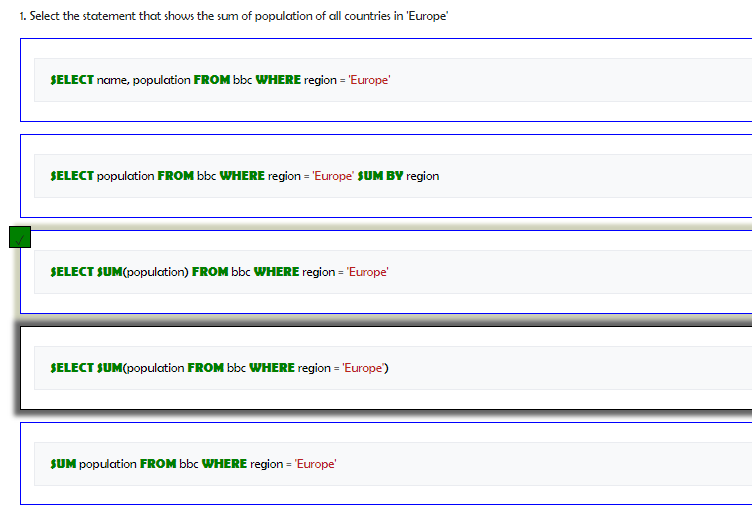 1. Select the statement that shows the sum of population of all countries in 'Europe'
SELECT name, population FROM bbc WHERE region = 'Europe'
SELECT population FROM bbc WHERE region = 'Europe' SUM BY region
SELECT SUM(population) FROM bbc WHERE region = 'Europe'
SELECT SUM(population FROM bbc WHERE region = 'Europe')
SUM population FROM bbc WHERE region = 'Europe'